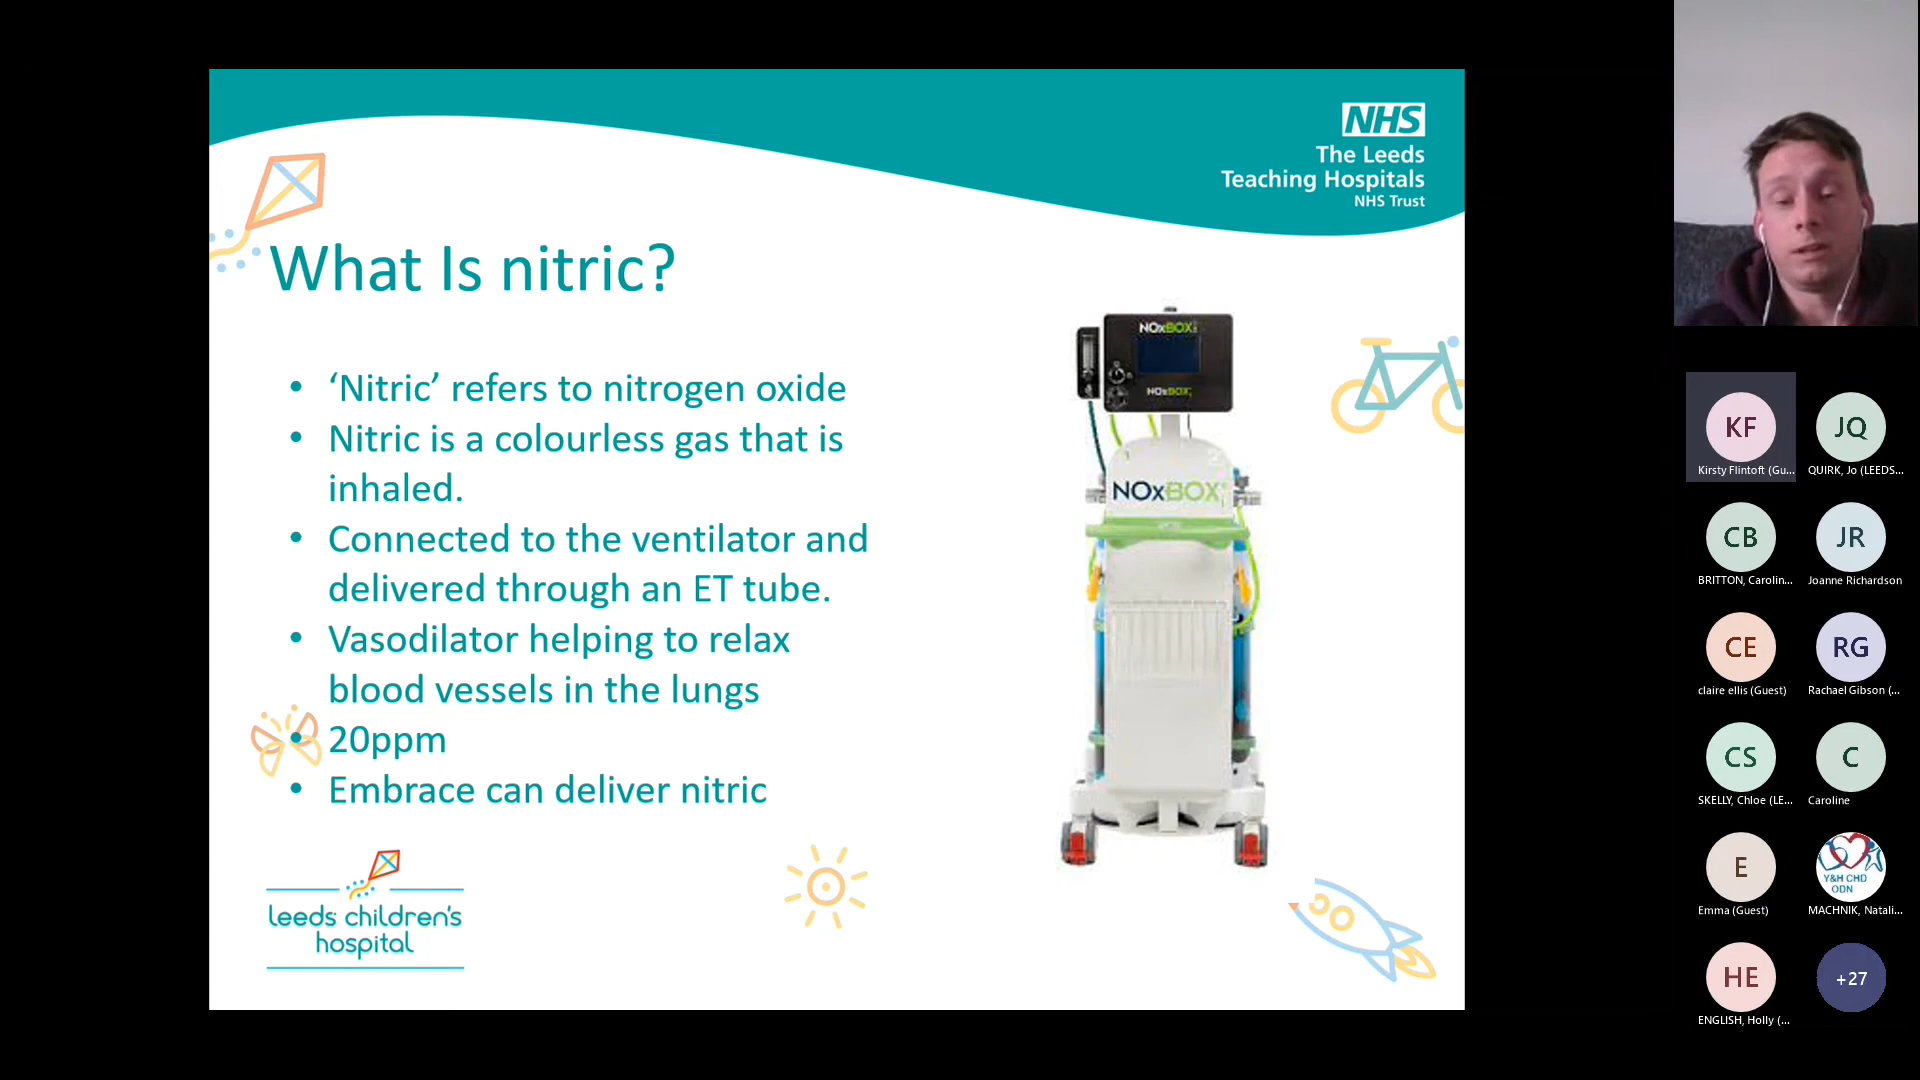 NHS
The Leeds
Teaching Hospitals
NHS Trust
What Is nitric?
• ‘Nitric’ refers to nitrogen oxide
• Nitric is a colourless gas that is
inhaled.
• Connected to the ventilator and
delivered through an ET tube.
• Vasodilator helping to relax
blood vessels in the lungs
• 20ppm
• Embrace can deliver nitric
NOxBOX
NOxBOX
NOxBOX
leeds children's
hospital
KF
Kirsty Flintoft (Gu...
JQ
QUIRK, Jo (LEEDS...
CB
BRITTON, Carolin...
JR
Joanne Richardson
CE
claire ellis (Guest)
RG
Rachael Gibson (...
CS
SKELLY, Chloe (LE...
C
Caroline
E
Emma (Guest)
Y&H CHD
ODN
MACHNIK, Natali...
HE
ENGLISH, Holly (...
+27